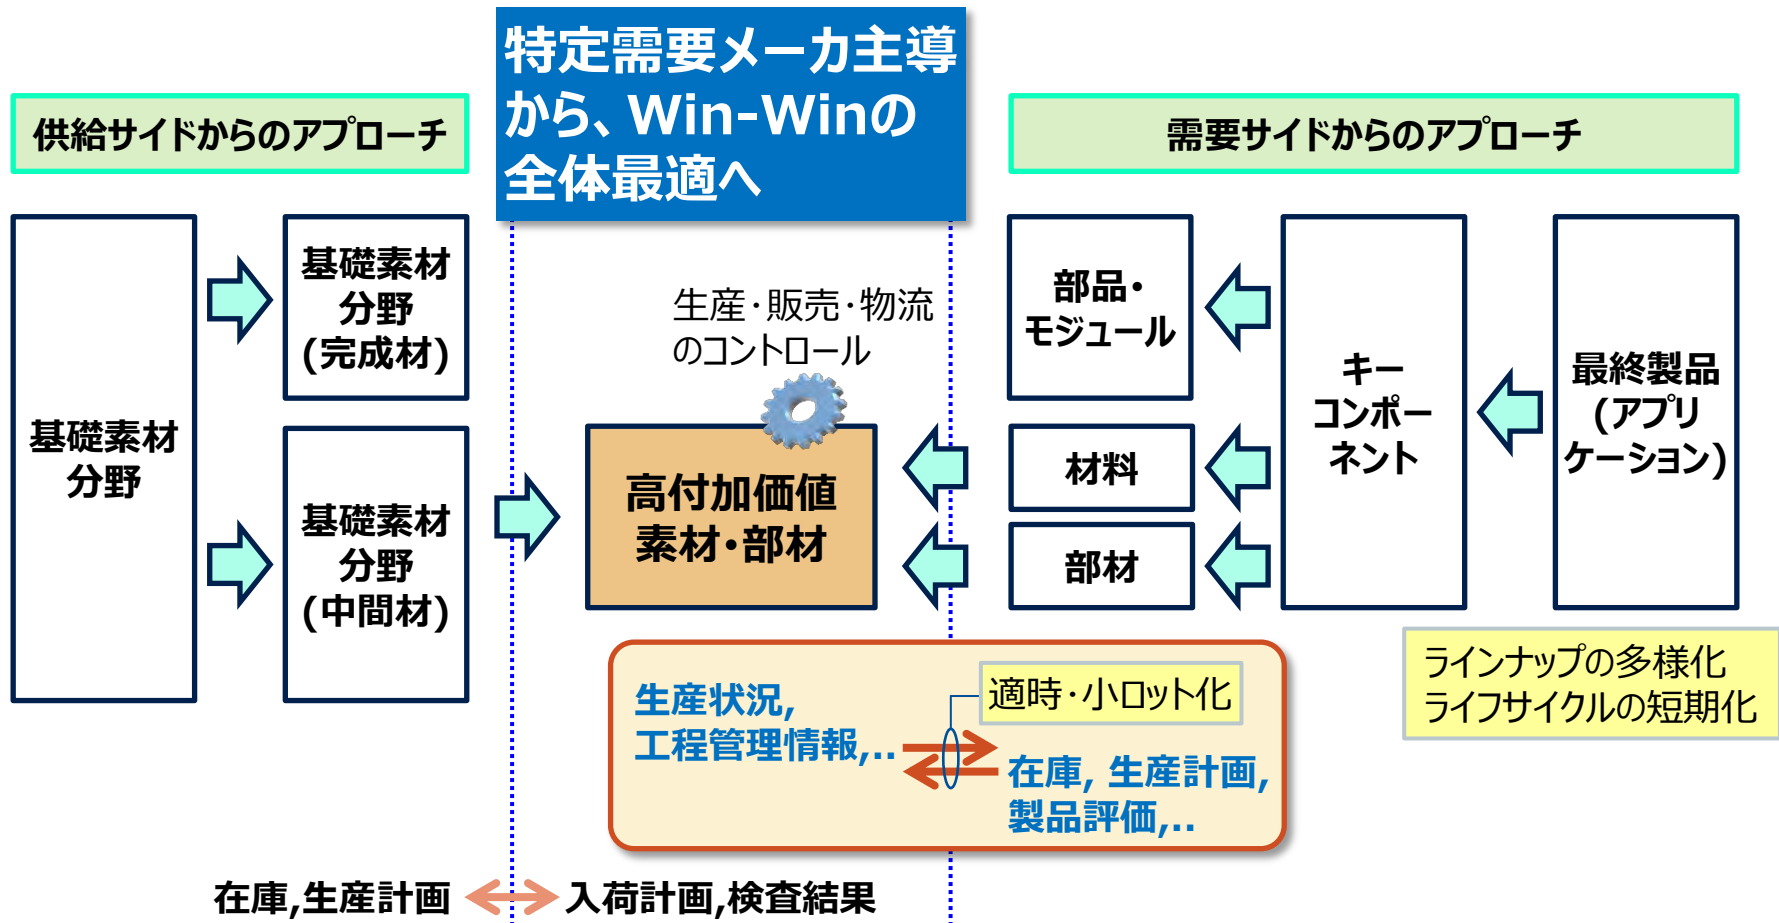 特定需要メーカ主導
から、Win-Winの
全体最適へ
供給サイドからのアプローチ
需要サイドからのアプローチ
基礎素材
分野
基礎素材
分野
(完成材)
基礎素材
分野
(中間材)
生産・販売・物流
のコントロール
高付加価値
素材・部材
部品・
モジュール
材料
部材
キー
コンポー
ネント
最終製品
(アプリ
ケーション)
ラインナップの多様化
ライフサイクルの短期化
適時・小ロット化
生産状況,
工程管理情報,..
在庫, 生産計画,
製品評価,..
在庫,生産計画
入荷計画,検査結果